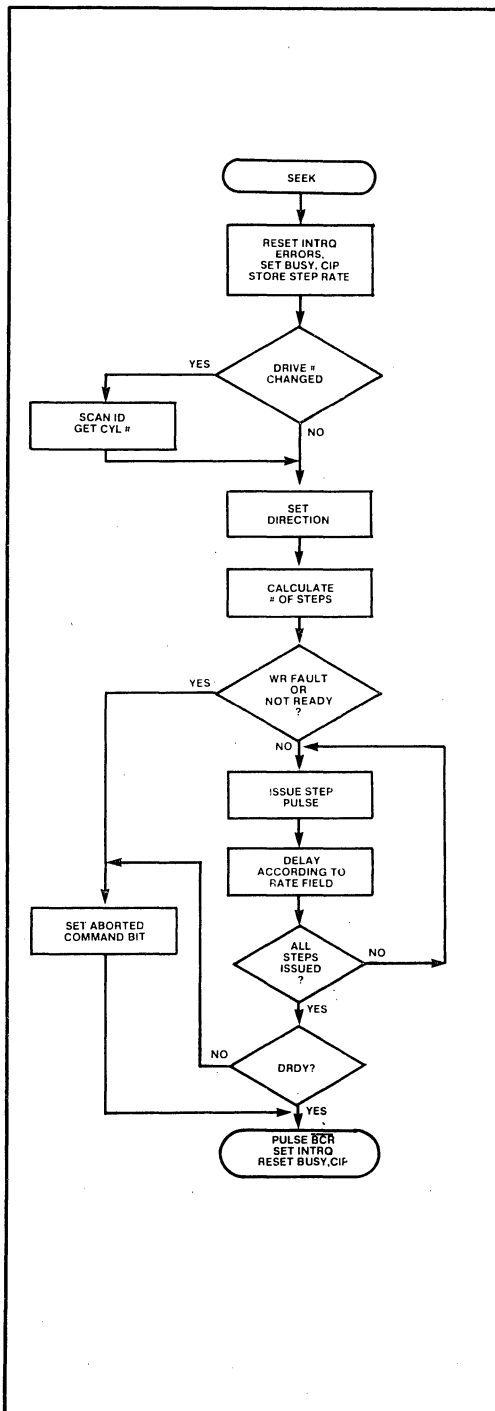 SEEK
RESET INTRQ
ERRORS,
SET BUSY, CIP
STORE STEP RATE
DRIVE #
CHANGED
YES
NO
SCAN ID
GET CYL #
SET
DIRECTION
CALCULATE
# OF STEPS
WR FAULT
OR
NOT READY
?
YES
NO
ISSUE STEP
PULSE
DELAY
ACCORDING TO
RATE FIELD
SET ABORTED
COMMAND BIT
ALL
STEPS
ISSUED
?
NO
YES
DRDY?
NO
YES
PULSE B̅C̅R̅
SET INTRQ
RESET BUSY,CIP